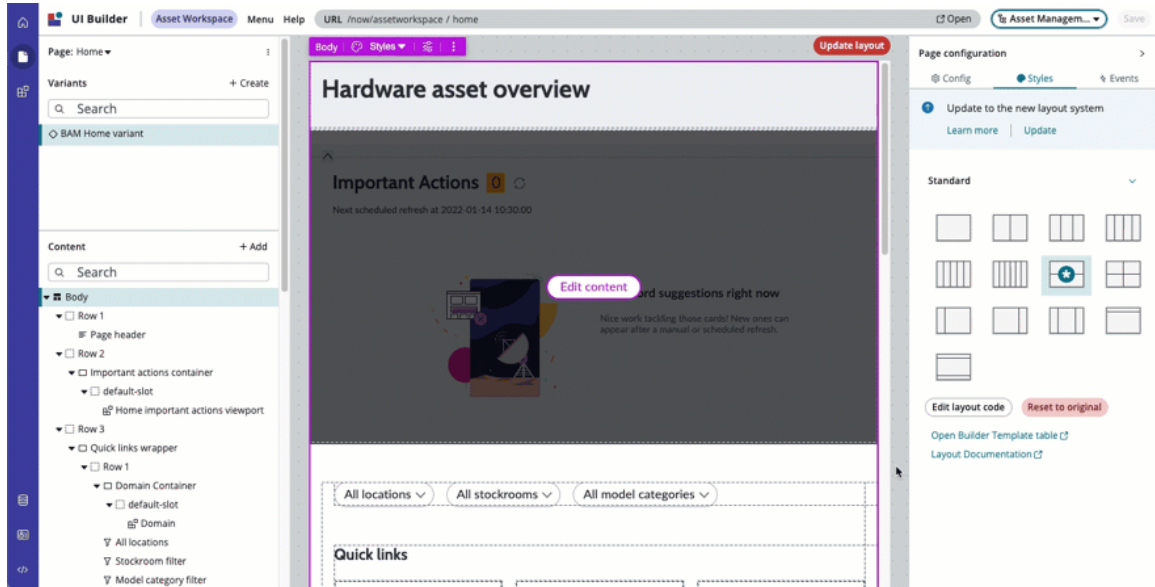 UI Builder
Asset Workspace
Menu
Help
URL /now/assetworkspace / home
Open
Asset Managem...
Save
Page: Home
Variants
+ Create
Search
BAM Home variant
Content
+ Add
Search
Body
Row 1
Page header
Row 2
Important actions container
default-slot
Home important actions viewport
Row 3
Quick links wrapper
Row 1
Domain Container
default-slot
Domain
All locations
Stockroom filter
Model category filter
Body
Styles
Update layout
Hardware asset overview
Important Actions 0
Next scheduled refresh at 2022-01-14 10:30:00
Edit content
suggestions right now
Nice work tackling those cards! New ones can
appear after a manual or scheduled refresh.
All locations
All stockrooms
All model categories
Quick links
Page configuration
Config
Styles
Events
Update to the new layout system
Learn more
Update
Standard
Edit layout code
Reset to original
Open Builder Template table
Layout Documentation